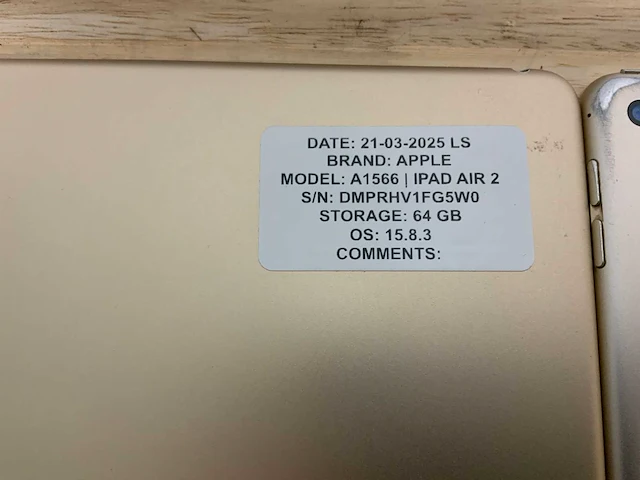 DATE: 21-03-2025 LS
BRAND: APPLE
MODEL: A1566 | IPAD AIR 2
S/N: DMPRHV1FG5W0
STORAGE: 64 GB
OS: 15.8.3
COMMENTS: